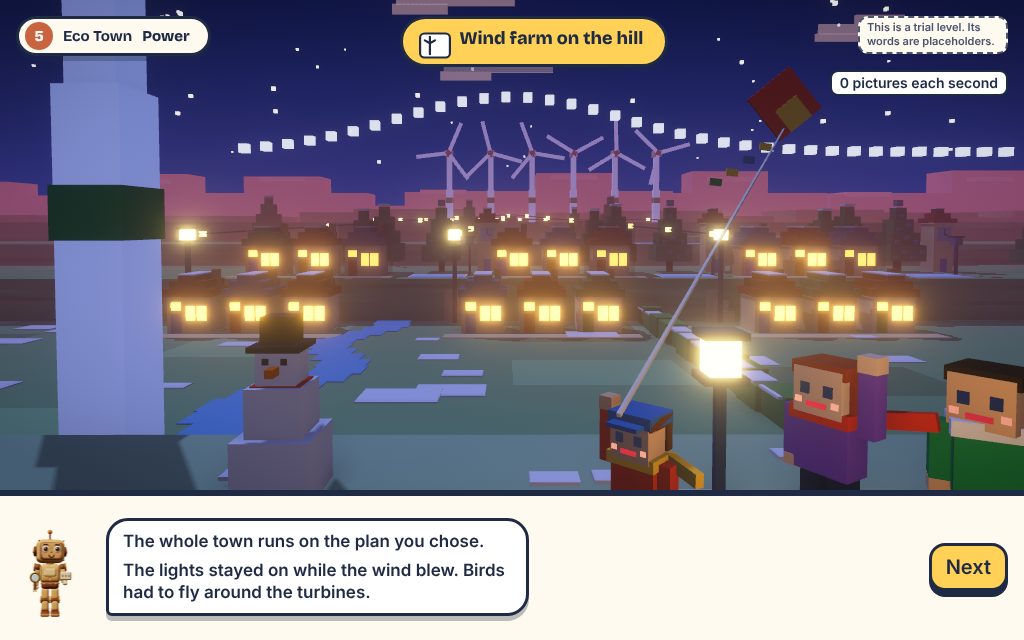 5 Eco Town Power
Wind farm on the hill
This is a trial level. Its
words are placeholders.
0 pictures each second
The whole town runs on the plan you chose.
The lights stayed on while the wind blew. Birds
had to fly around the turbines.
Next